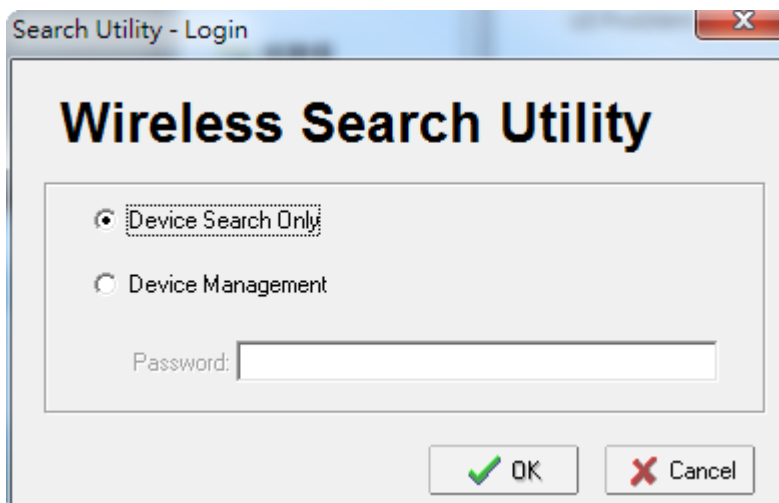 Search Utility - Login
Wireless Search Utility
Device Search Only
Device Management
Password:
OK
Cancel